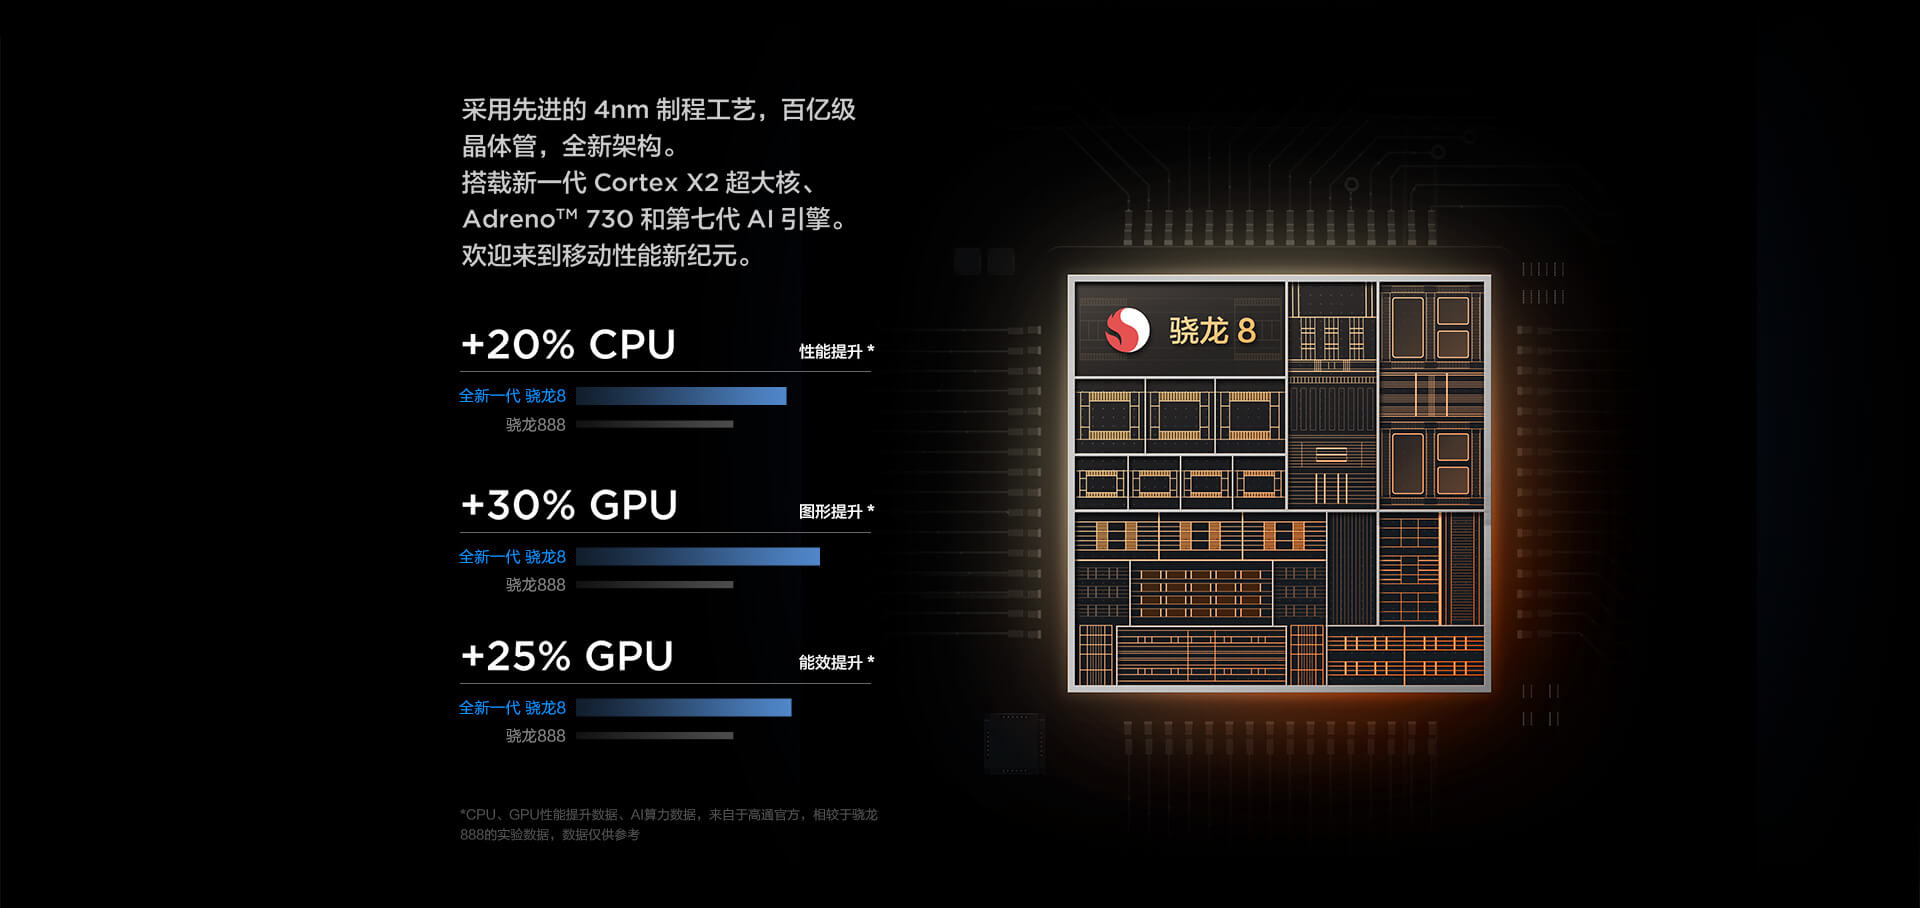 采用先进的 4nm 制程工艺，百亿级
晶体管，全新架构。
搭载新一代 Cortex X2 超大核、
Adreno™ 730 和第七代 AI 引擎。
欢迎来到移动性能新纪元。
+20% CPU 性能提升 *
全新一代 骁龙8
骁龙888
+30% GPU 图形提升 *
全新一代 骁龙8
骁龙888
+25% GPU 能效提升 *
全新一代 骁龙8
骁龙888
*CPU、GPU性能提升数据、AI算力数据，来自于高通官方，相较于骁龙
888的实验数据，数据仅供参考
骁龙 8